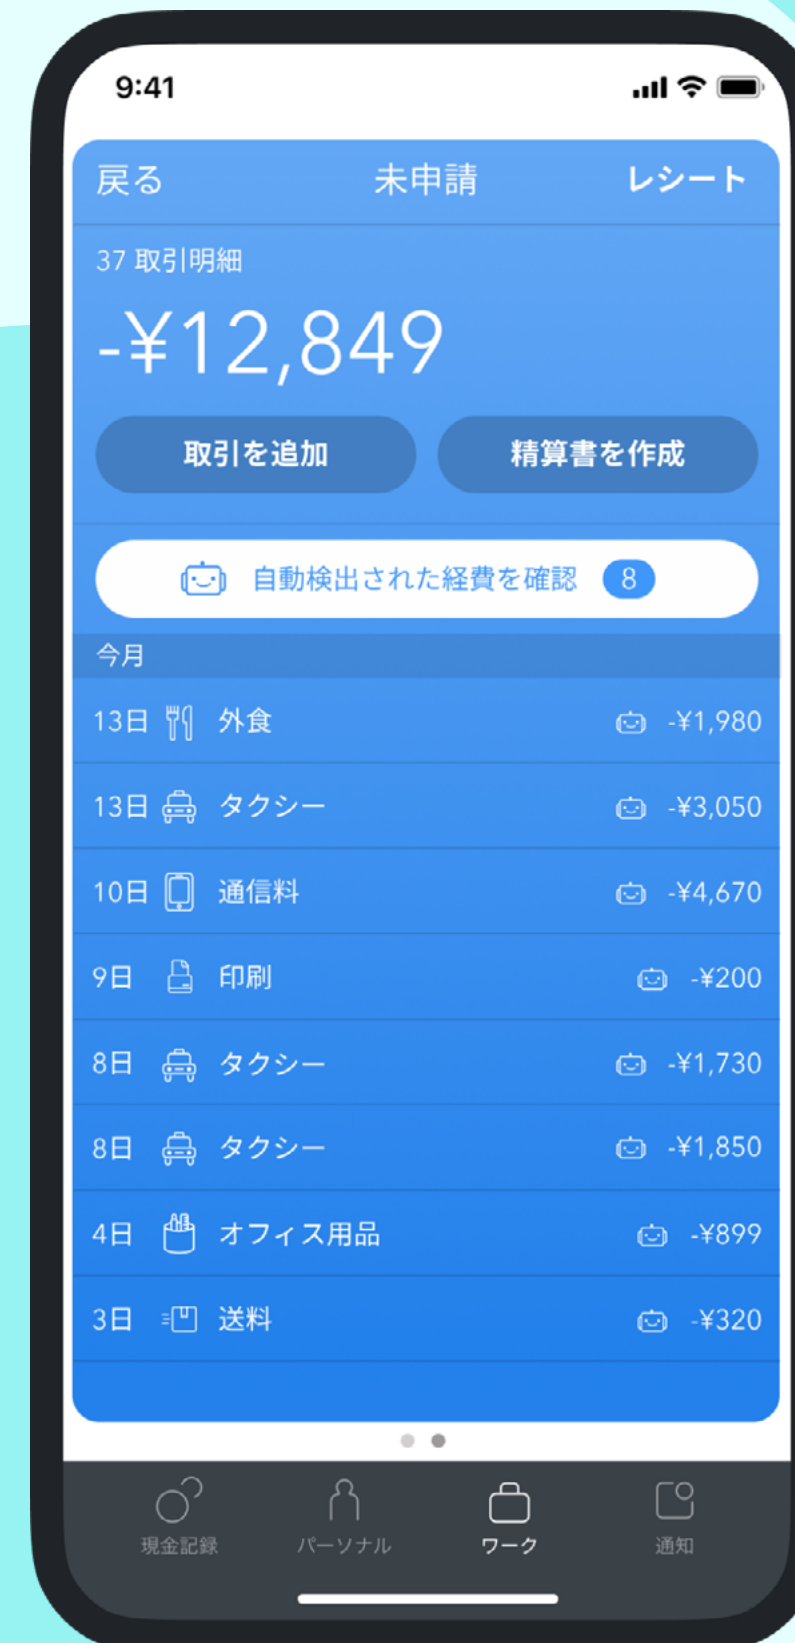 9:41
戻る 未申請 レシート
37 取引明細
-¥12,849
取引を追加 精算書を作成
自動検出された経費を確認 8
今月
13日 外食 -¥1,980
13日 タクシー -¥3,050
10日 通信料 -¥4,670
9日 印刷 -¥200
8日 タクシー -¥1,730
8日 タクシー -¥1,850
4日 オフィス用品 -¥899
3日 送料 -¥320
現金記録 パーソナル ワーク 通知